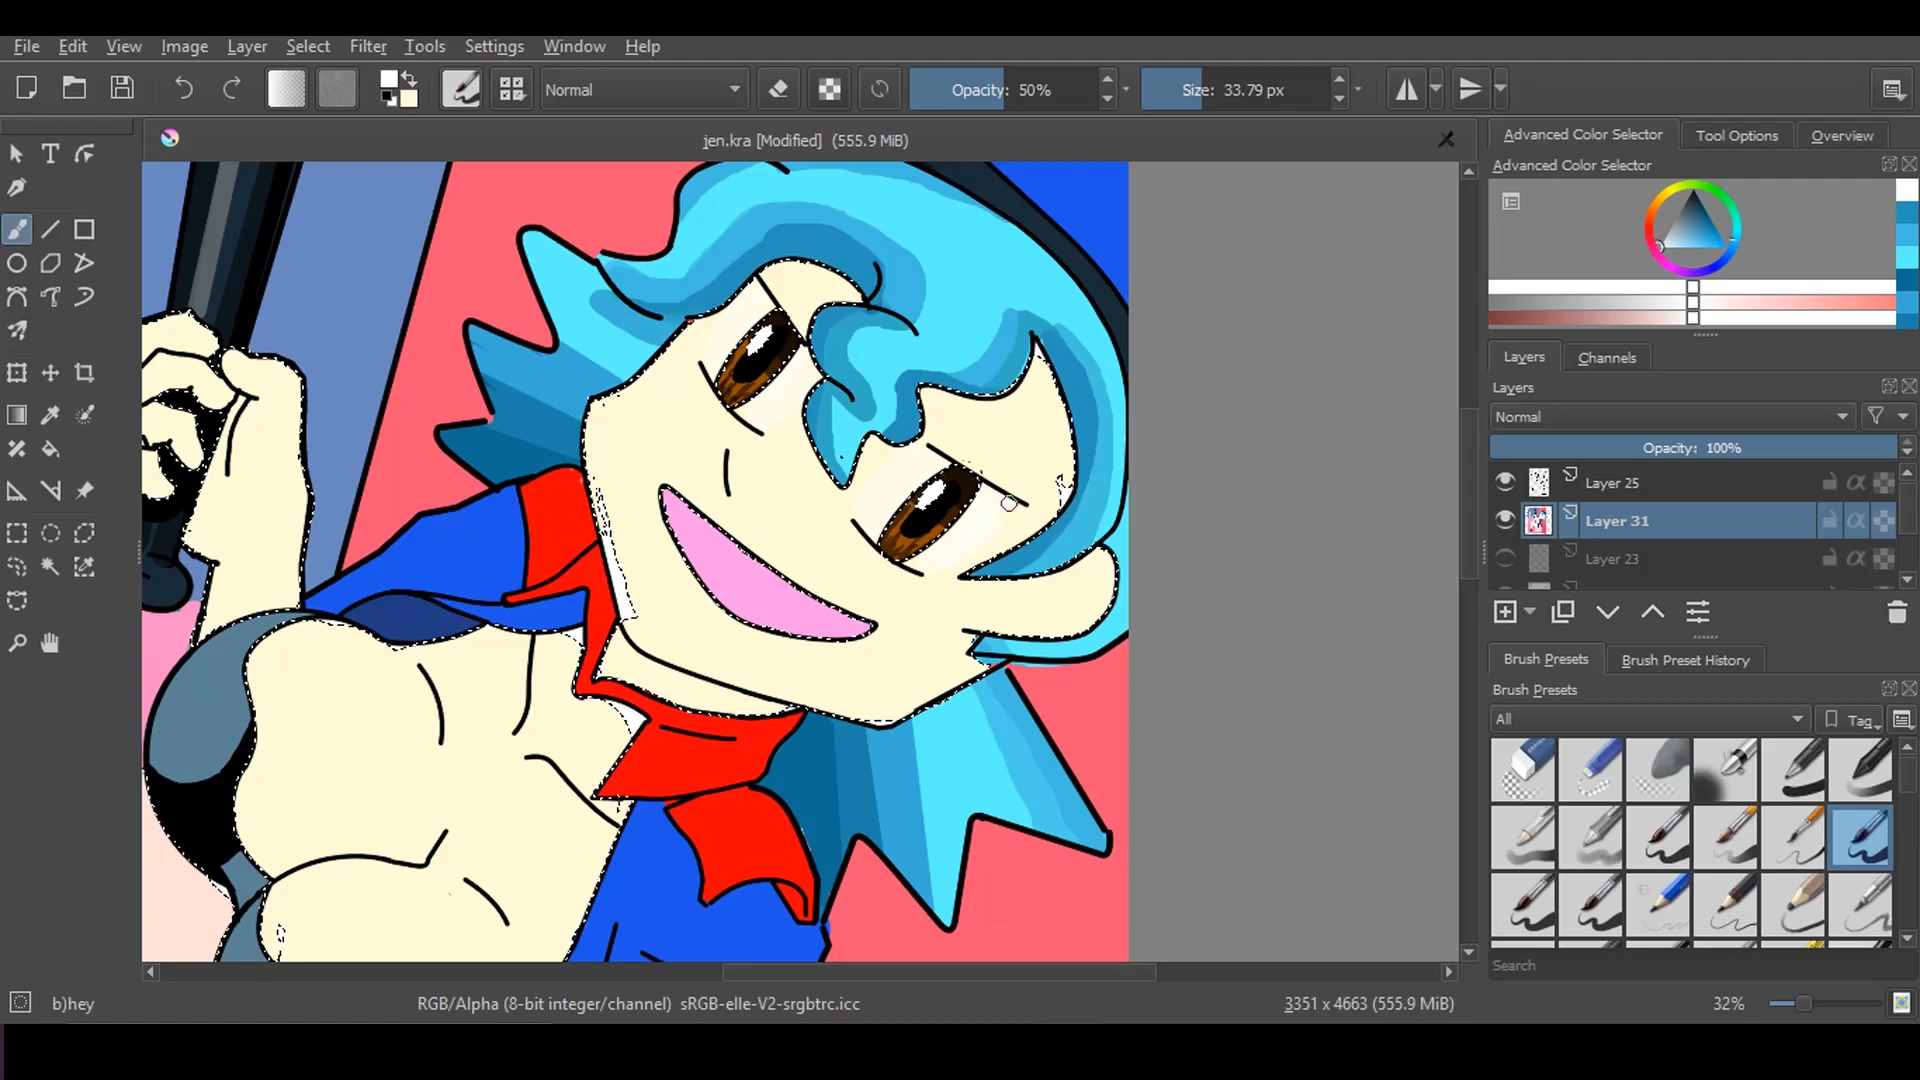 File Edit View Image Layer Select Filter Tools Settings Window Help
Normal Opacity: 50% Size: 33.79 px
jen.kra [Modified] (555.9 MiB)
Advanced Color Selector Tool Options Overview
Advanced Color Selector
Layers Channels
Layers
Normal
Opacity: 100%
Layer 25
Layer 31
Layer 23
Brush Presets Brush Preset History
Brush Presets
All Tag
Search
b)hey RGB/Alpha (8-bit integer/channel) sRGB-elle-V2-srgbtrc.icc 3351 x 4663 (555.9 MiB) 32%